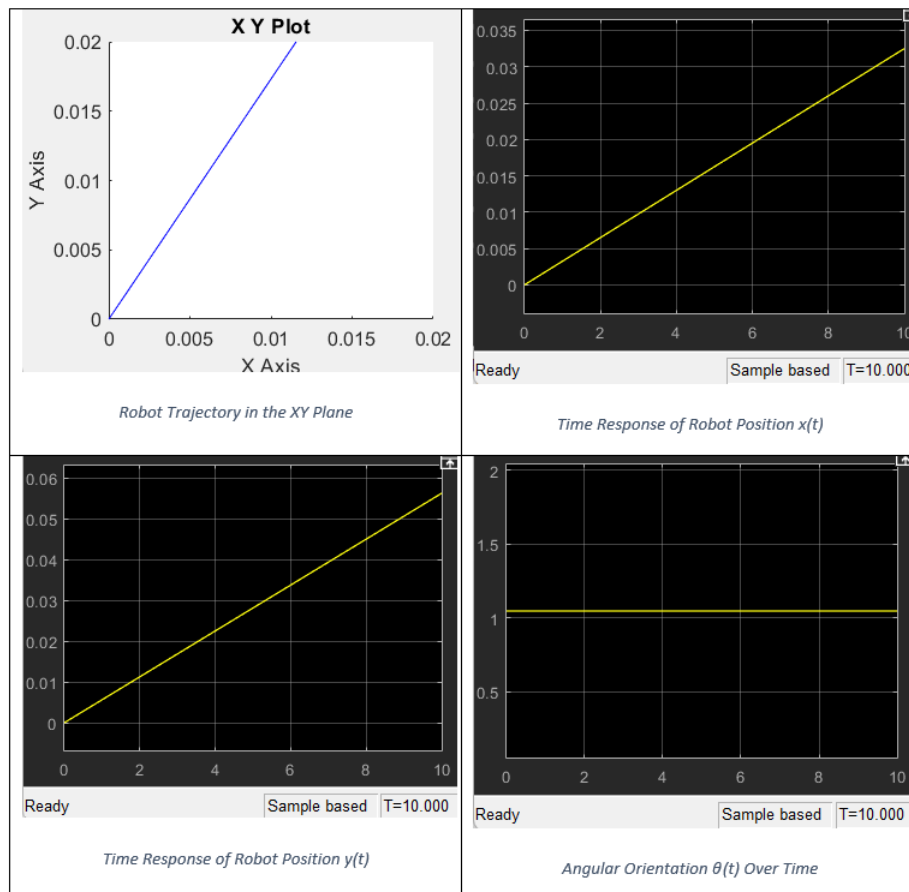 X Y Plot
0.02
0.015
0.01
0.005
0
Y Axis
0 0.005 0.01 0.015 0.02
X Axis
Robot Trajectory in the XY Plane
0.035
0.03
0.025
0.02
0.015
0.01
0.005
0
0 2 4 6 8 10
Ready Sample based T=10.000
Time Response of Robot Position x(t)
0.06
0.05
0.04
0.03
0.02
0.01
0
0 2 4 6 8 10
Ready Sample based T=10.000
Time Response of Robot Position y(t)
2
1.5
1
0.5
0 2 4 6 8 10
Ready Sample based T=10.000
Angular Orientation θ(t) Over Time